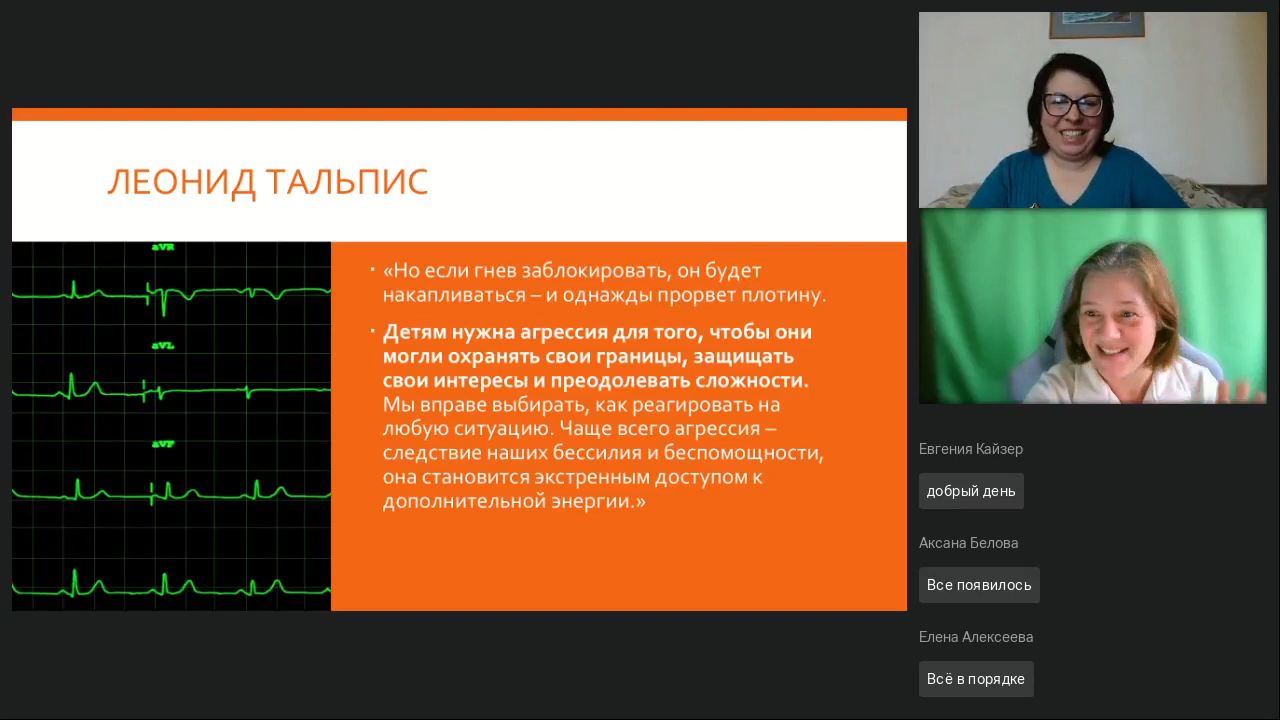 ЛЕОНИД ТАЛЬПИС
aVR
aVL
aVF
▪ «Но если гнев заблокировать, он будет
накапливаться – и однажды прорвет плотину.
▪ Детям нужна агрессия для того, чтобы они
могли охранять свои границы, защищать
свои интересы и преодолевать сложности.
Мы вправе выбирать, как реагировать на
любую ситуацию. Чаще всего агрессия –
следствие наших бессилия и беспомощности,
она становится экстренным доступом к
дополнительной энергии.»
Евгения Кайзер
добрый день
Аксана Белова
Все появилось
Елена Алексеева
Всё в порядке